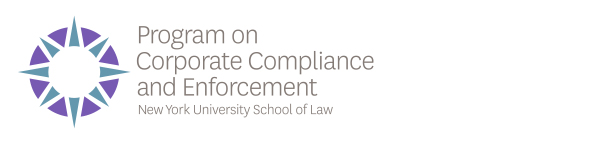 Program on
Corporate Compliance
and Enforcement
New York University School of Law